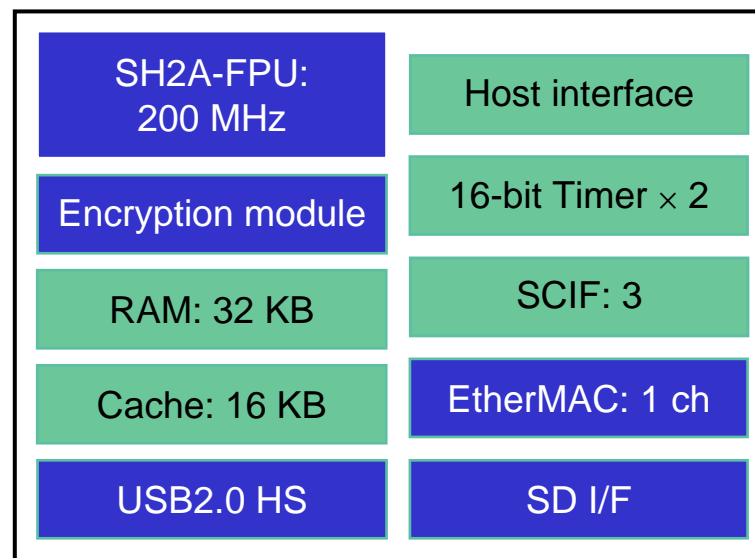 SH2A-FPU:
200 MHz
Encryption module
RAM: 32 KB
Cache: 16 KB
USB2.0 HS
Host interface
16-bit Timer × 2
SCIF: 3
EtherMAC: 1 ch
SD I/F